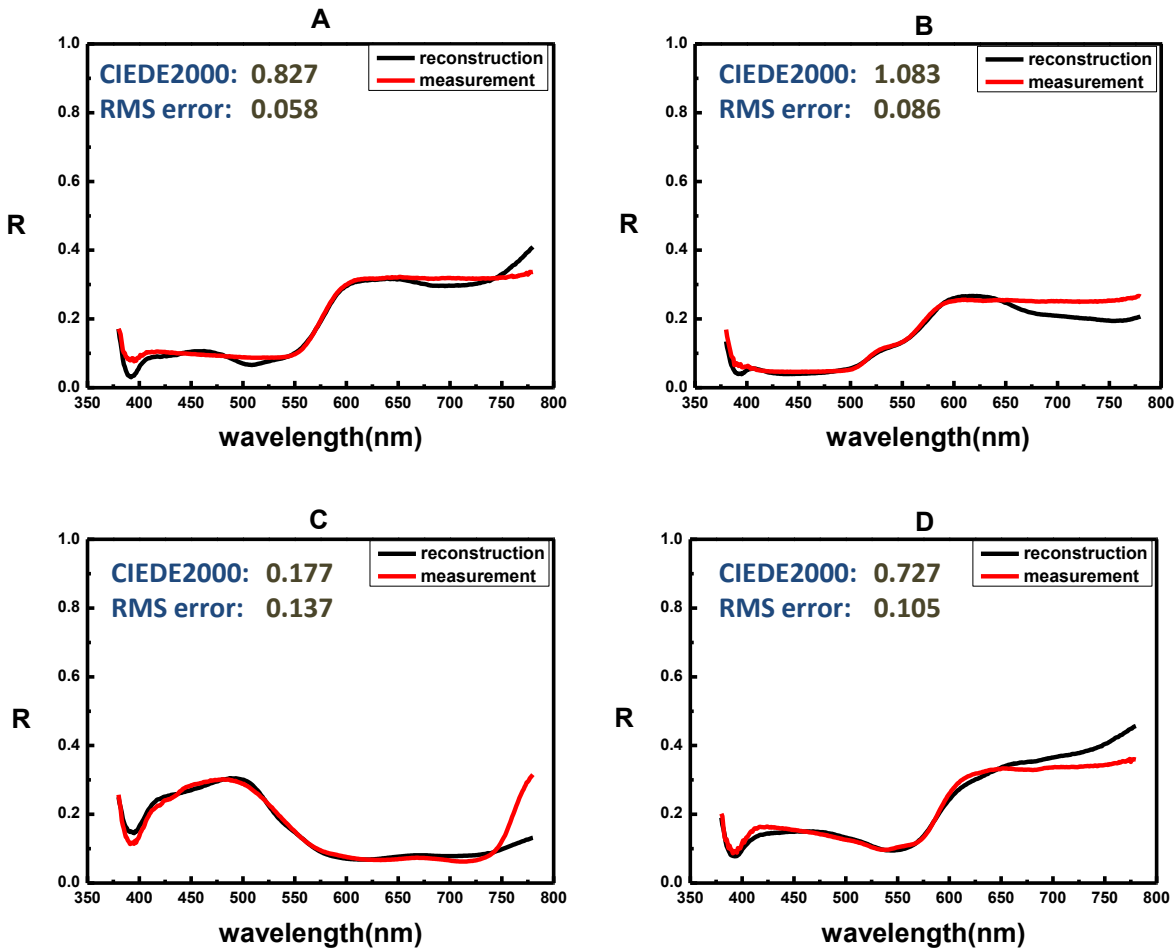 A
1.0
0.8
0.6
0.4
0.2
0.0
R
CIEDE2000: 0.827
RMS error: 0.058
reconstruction
measurement
350 400 450 500 550 600 650 700 750 800
wavelength(nm)
B
1.0
0.8
0.6
0.4
0.2
0.0
R
CIEDE2000: 1.083
RMS error: 0.086
reconstruction
measurement
350 400 450 500 550 600 650 700 750 800
wavelength(nm)
C
1.0
0.8
0.6
0.4
0.2
0.0
R
CIEDE2000: 0.177
RMS error: 0.137
reconstruction
measurement
350 400 450 500 550 600 650 700 750 800
wavelength(nm)
D
1.0
0.8
0.6
0.4
0.2
0.0
R
CIEDE2000: 0.727
RMS error: 0.105
reconstruction
measurement
350 400 450 500 550 600 650 700 750 800
wavelength(nm)